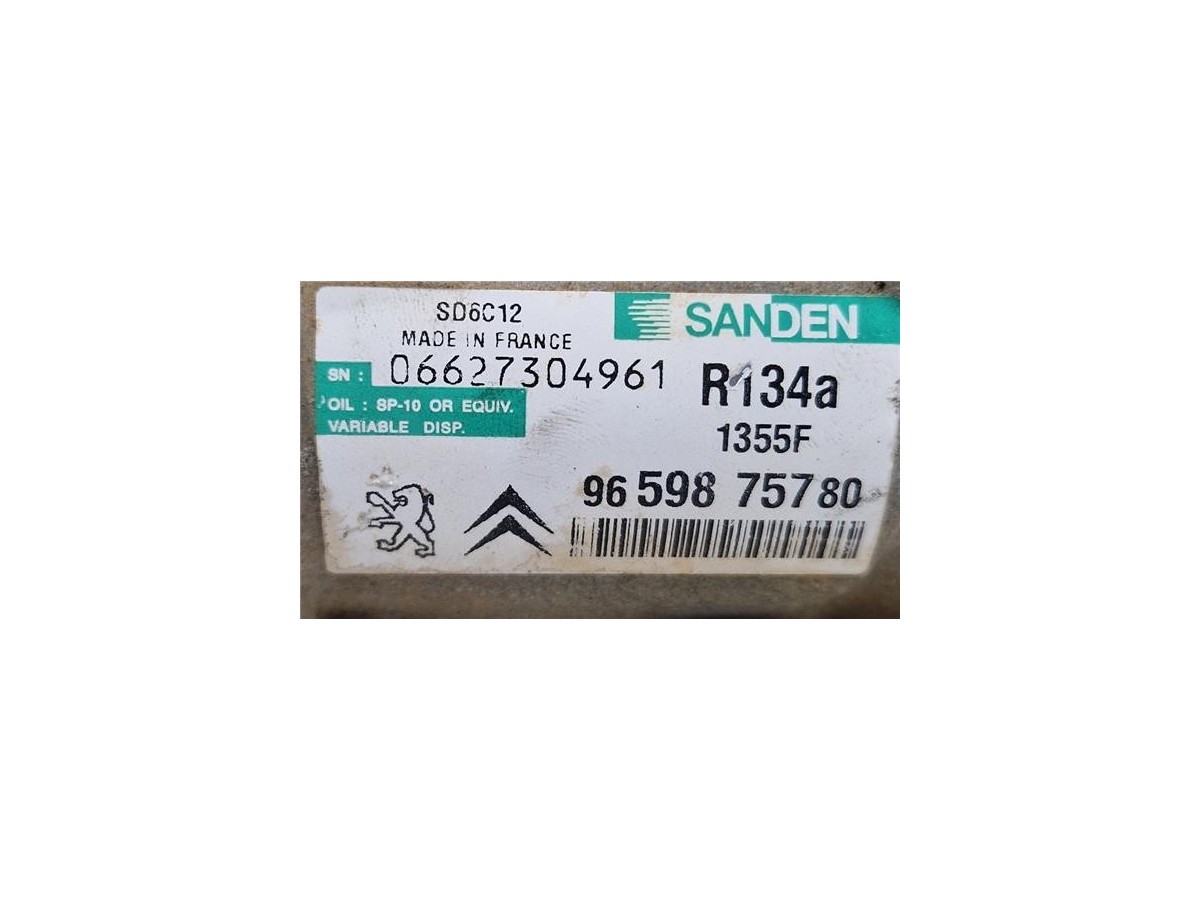 SD6C12
SANDEN
MADE IN FRANCE
SN : 06627304961
R134a
OIL : SP-10 OR EQUIV.
VARIABLE DISP.
1355F
96 598 757 80